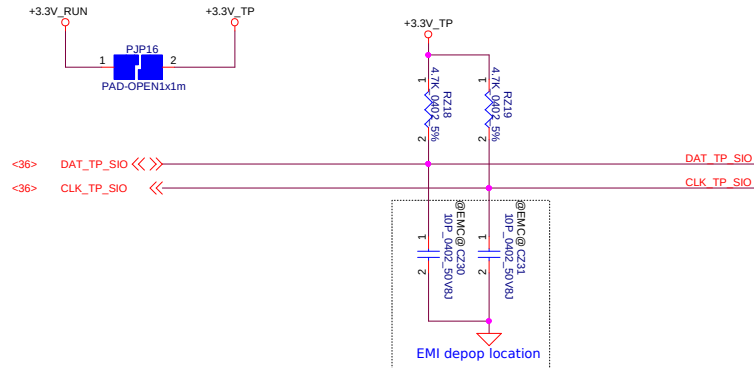 +3.3V_RUN
+3.3V_TP
PJP16
1
2
PAD-OPEN1x1m
+3.3V_TP
1
4.7K_0402_5%
RZ18
2
1
4.7K_0402_5%
RZ19
2
<36>
DAT_TP_SIO
DAT_TP_SIO
<36>
CLK_TP_SIO
CLK_TP_SIO
1
@EMC@ CZ30
10P_0402_50V8J
2
1
@EMC@ CZ31
10P_0402_50V8J
2
EMI depop location